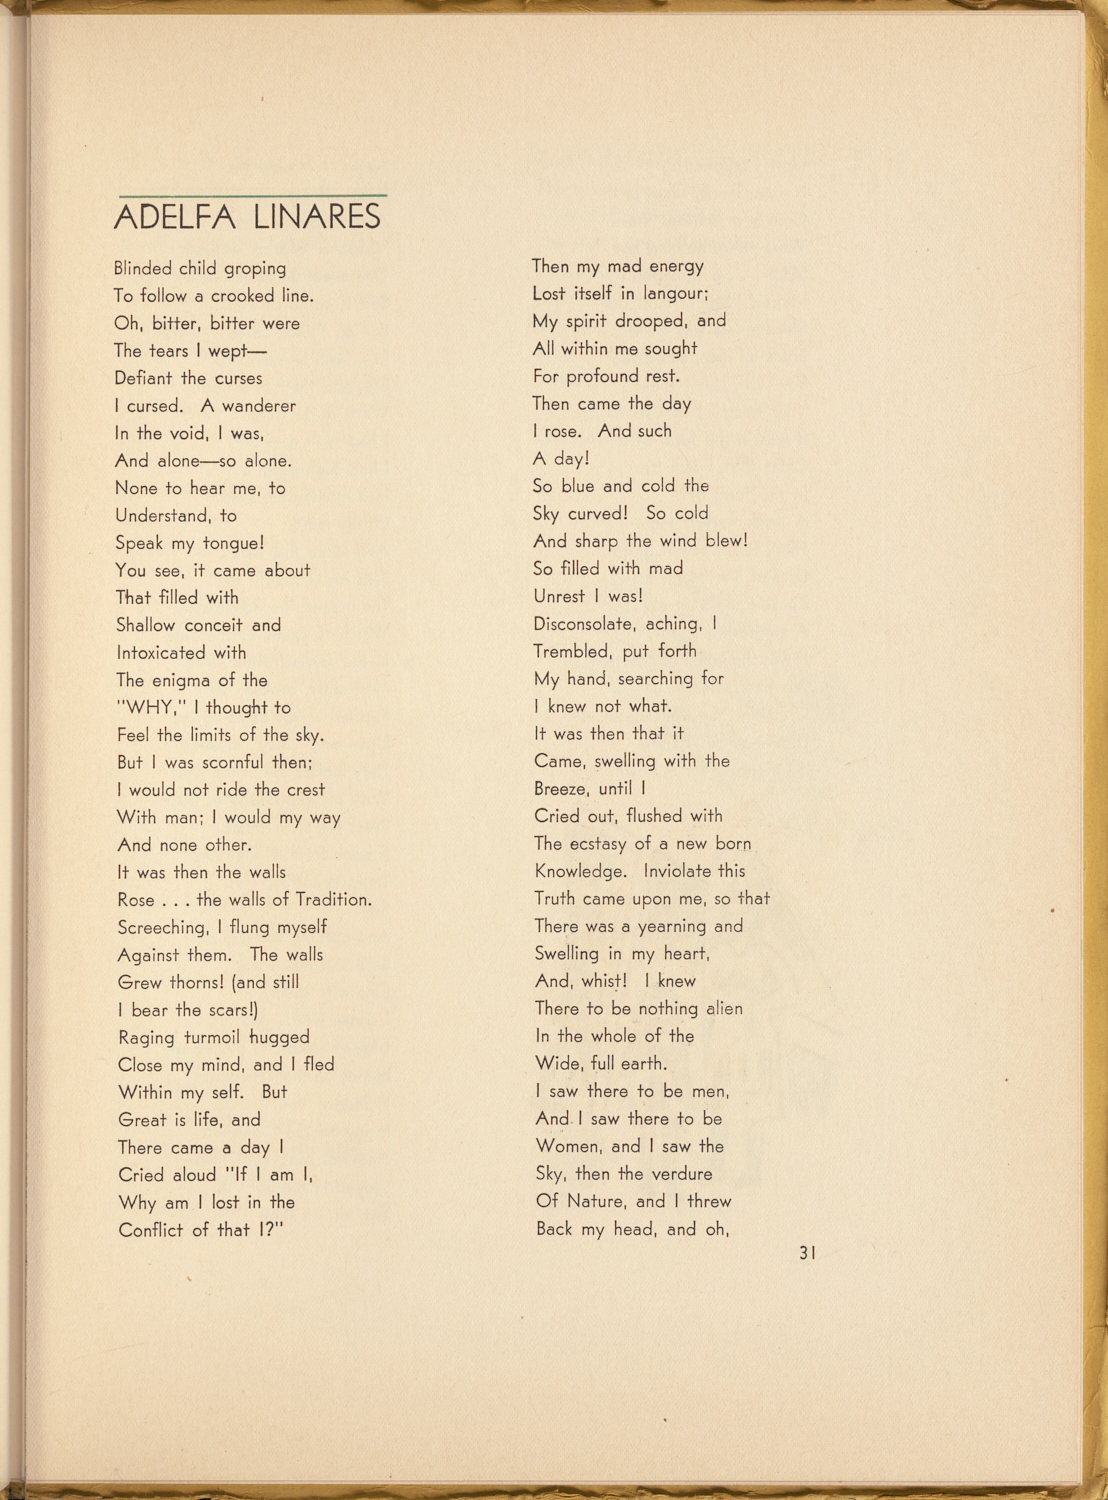 ADELFA LINARES
Blinded child groping
To follow a crooked line.
Oh, bitter, bitter were
The tears I wept—
Defiant the curses
I cursed. A wanderer
In the void, I was,
And alone—so alone.
None to hear me, to
Understand, to
Speak my tongue!
You see, it came about
That filled with
Shallow conceit and
Intoxicated with
The enigma of the
"WHY," I thought to
Feel the limits of the sky.
But I was scornful then;
I would not ride the crest
With man; I would my way
And none other.
It was then the walls
Rose . . . the walls of Tradition.
Screeching, I flung myself
Against them. The walls
Grew thorns! (and still
I bear the scars!)
Raging turmoil hugged
Close my mind, and I fled
Within my self. But
Great is life, and
There came a day I
Cried aloud "If I am I,
Why am I lost in the
Conflict of that I?"
Then my mad energy
Lost itself in langour;
My spirit drooped, and
All within me sought
For profound rest.
Then came the day
I rose. And such
A day!
So blue and cold the
Sky curved! So cold
And sharp the wind blew!
So filled with mad
Unrest I was!
Disconsolate, aching, I
Trembled, put forth
My hand, searching for
I knew not what.
It was then that it
Came, swelling with the
Breeze, until I
Cried out, flushed with
The ecstasy of a new born
Knowledge. Inviolate this
Truth came upon me, so that
There was a yearning and
Swelling in my heart,
And, whist! I knew
There to be nothing alien
In the whole of the
Wide, full earth.
I saw there to be men,
And I saw there to be
Women, and I saw the
Sky, then the verdure
Of Nature, and I threw
Back my head, and oh,
31